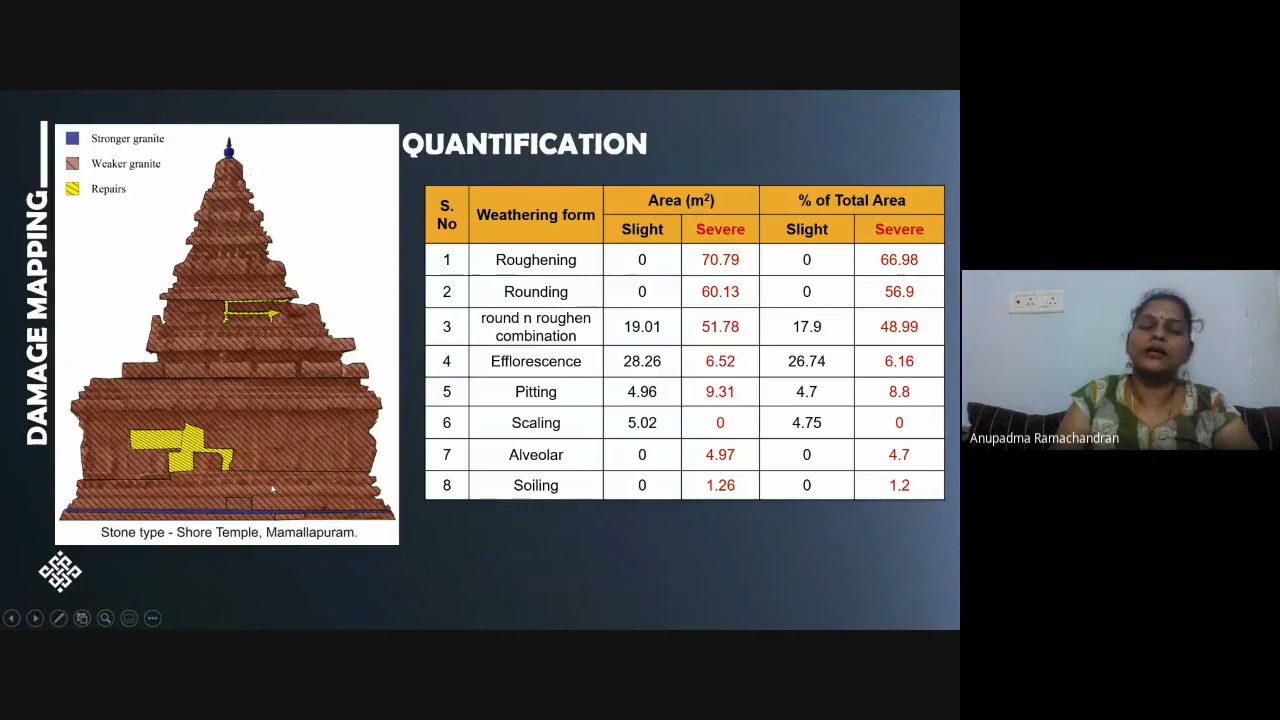 DAMAGE MAPPING
Stronger granite
Weaker granite
Repairs
Stone type - Shore Temple, Mamallapuram.
QUANTIFICATION
S. No Weathering form Area (m²) % of Total Area
Slight Severe Slight Severe
1 Roughening 0 70.79 0 66.98
2 Rounding 0 60.13 0 56.9
3 round n roughen combination 19.01 51.78 17.9 48.99
4 Efflorescence 28.26 6.52 26.74 6.16
5 Pitting 4.96 9.31 4.7 8.8
6 Scaling 5.02 0 4.75 0
7 Alveolar 0 4.97 0 4.7
8 Soiling 0 1.26 0 1.2
Anupadma Ramachandran